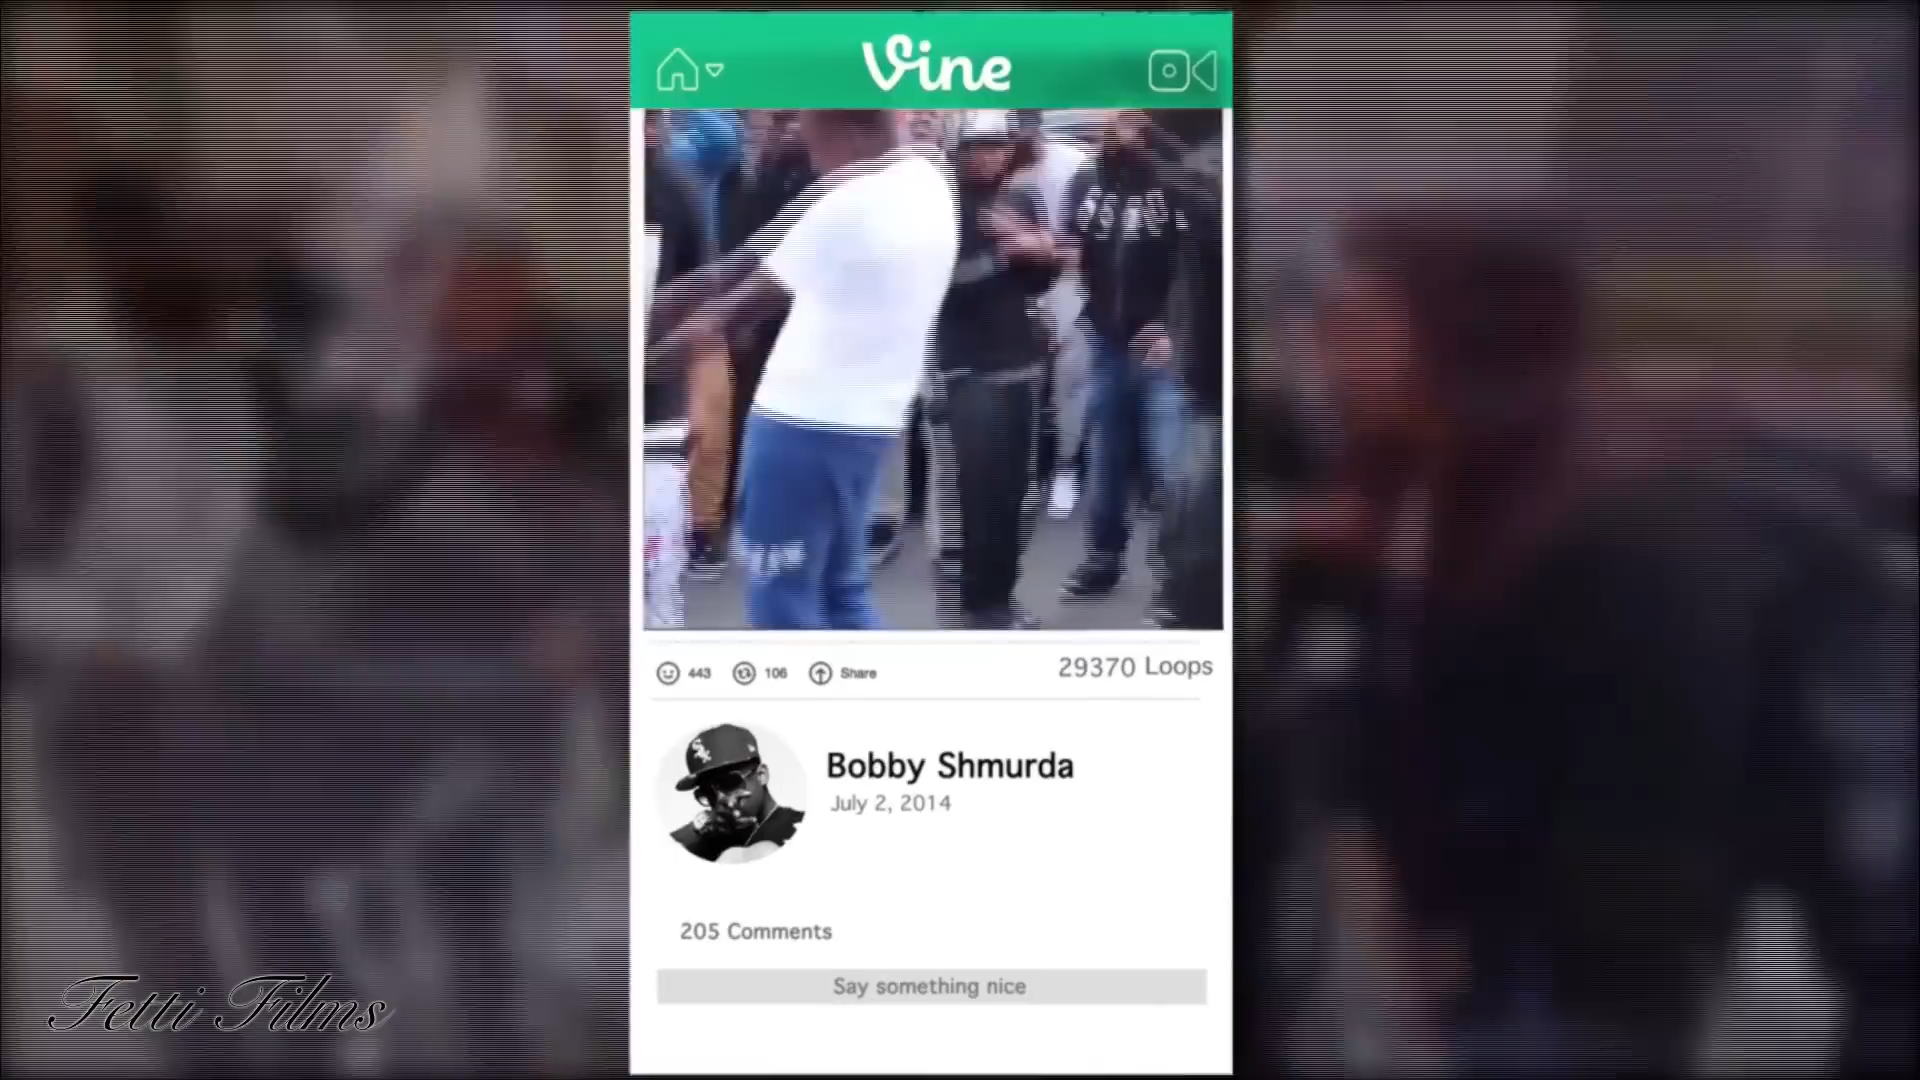 Vine
443
106
Share
29370 Loops
Bobby Shmurda
July 2, 2014
205 Comments
Say something nice
Fetti Films